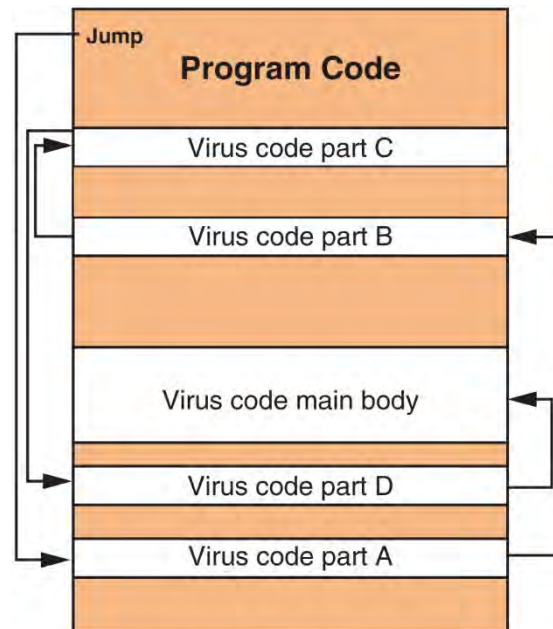 Jump
Program Code
Virus code part C
Virus code part B
Virus code main body
Virus code part D
Virus code part A